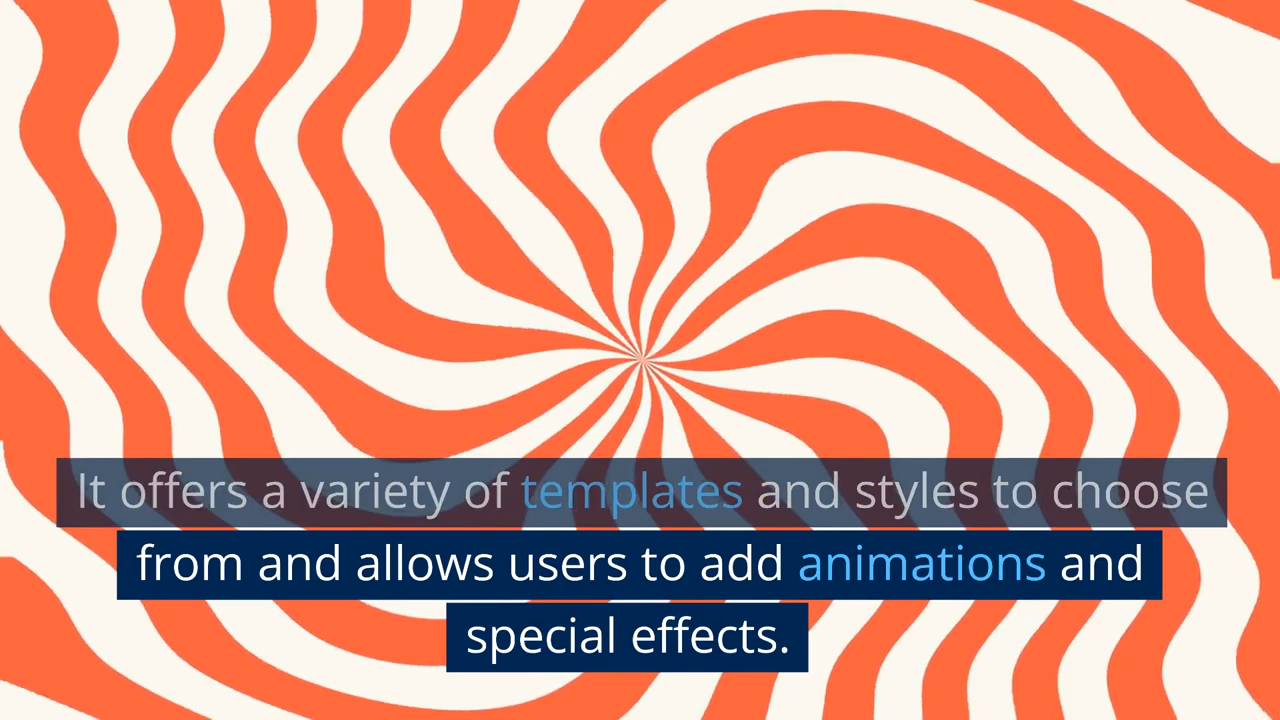 It offers a variety of templates and styles to choose
from and allows users to add animations and
special effects.